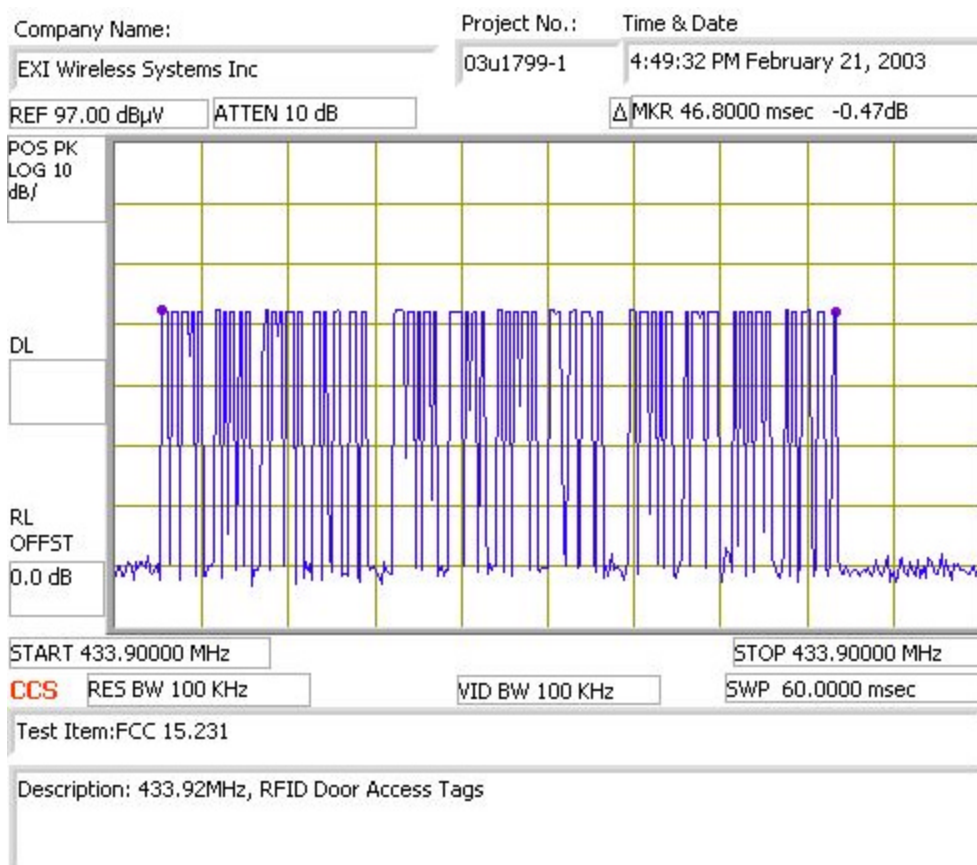 Company Name:
Project No.:
Time & Date
EXI Wireless Systems Inc
03u1799-1
4:49:32 PM February 21, 2003
REF 97.00 dBµV
ATTEN 10 dB
Δ MKR 46.8000 msec -0.47dB
POS PK
LOG 10
dB/
DL
RL
OFFST
0.0 dB
START 433.90000 MHz
STOP 433.90000 MHz
CCS
RES BW 100 KHz
VID BW 100 KHz
SWP 60.0000 msec
Test Item:FCC 15.231
Description: 433.92MHz, RFID Door Access Tags